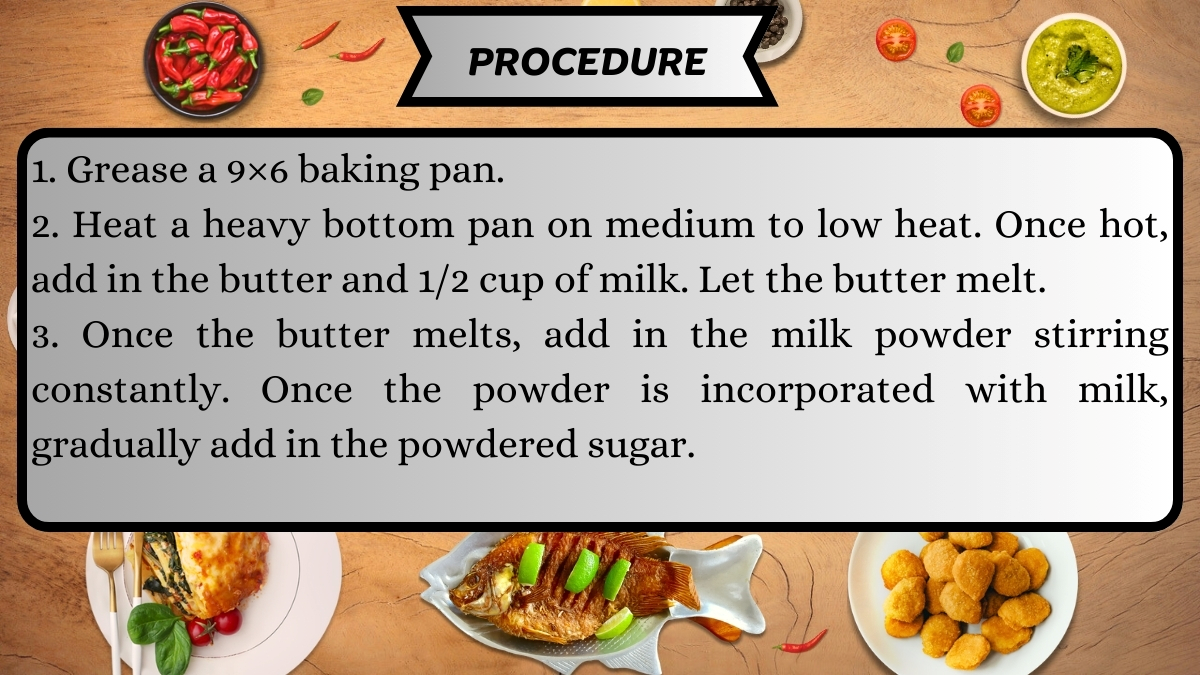 PROCEDURE
1. Grease a 9×6 baking pan.
2. Heat a heavy bottom pan on medium to low heat. Once hot,
add in the butter and 1/2 cup of milk. Let the butter melt.
3. Once the butter melts, add in the milk powder stirring
constantly. Once the powder is incorporated with milk,
gradually add in the powdered sugar.